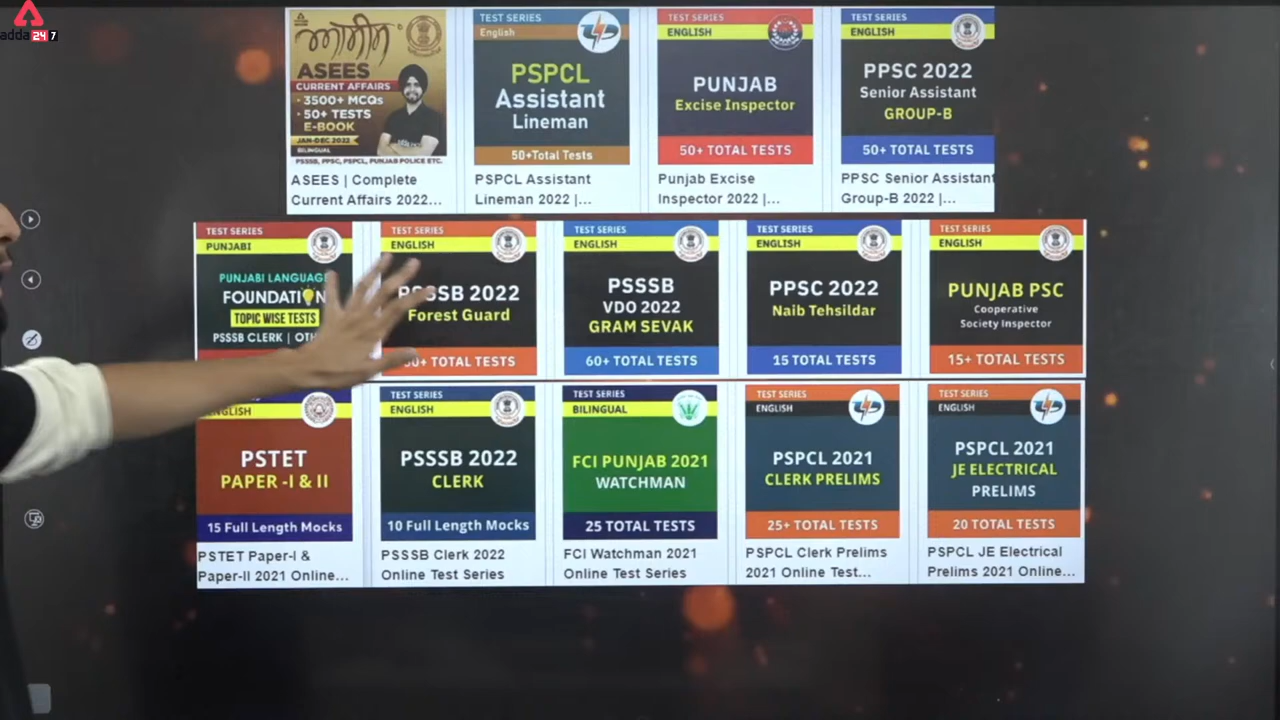 adda 24 7
ਅਸੀਸ
ASEES
CURRENT AFFAIRS
• 3500+ MCQs
• 50+ TESTS
E-BOOK
JAN-DEC 2022
BILINGUAL
PSSSB, PPSC, PSPCL, PUNJAB POLICE ETC.
ASEES | Complete
Current Affairs 2022...
TEST SERIES
English
PSPCL
Assistant
Lineman
50+Total Tests
PSPCL Assistant
Lineman 2022 |...
TEST SERIES
ENGLISH
PUNJAB
Excise Inspector
50+ TOTAL TESTS
Punjab Excise
Inspector 2022 |...
TEST SERIES
ENGLISH
PPSC 2022
Senior Assistant
GROUP-B
50+ TOTAL TESTS
PPSC Senior Assistant
Group-B 2022 |...
TEST SERIES
PUNJABI
PUNJABI LANGUAGE
FOUNDATION
TOPIC WISE TESTS
PSSSB CLERK |
TEST SERIES
ENGLISH
PSSSB 2022
Forest Guard
TOTAL TESTS
TEST SERIES
ENGLISH
PSSSB
VDO 2022
GRAM SEVAK
60+ TOTAL TESTS
TEST SERIES
ENGLISH
PPSC 2022
Naib Tehsildar
15 TOTAL TESTS
TEST SERIES
ENGLISH
PUNJAB PSC
Cooperative
Society Inspector
15+ TOTAL TESTS
ENGLISH
PSTET
PAPER -I & II
15 Full Length Mocks
PSTET Paper-I &
Paper-II 2021 Online...
TEST SERIES
ENGLISH
PSSSB 2022
CLERK
10 Full Length Mocks
PSSSB Clerk 2022
Online Test Series
TEST SERIES
BILINGUAL
FCI PUNJAB 2021
WATCHMAN
25 TOTAL TESTS
FCI Watchman 2021
Online Test Series
TEST SERIES
ENGLISH
PSPCL 2021
CLERK PRELIMS
25+ TOTAL TESTS
PSPCL Clerk Prelims
2021 Online Test...
TEST SERIES
ENGLISH
PSPCL 2021
JE ELECTRICAL
PRELIMS
20 TOTAL TESTS
PSPCL JE Electrical
Prelims 2021 Online...